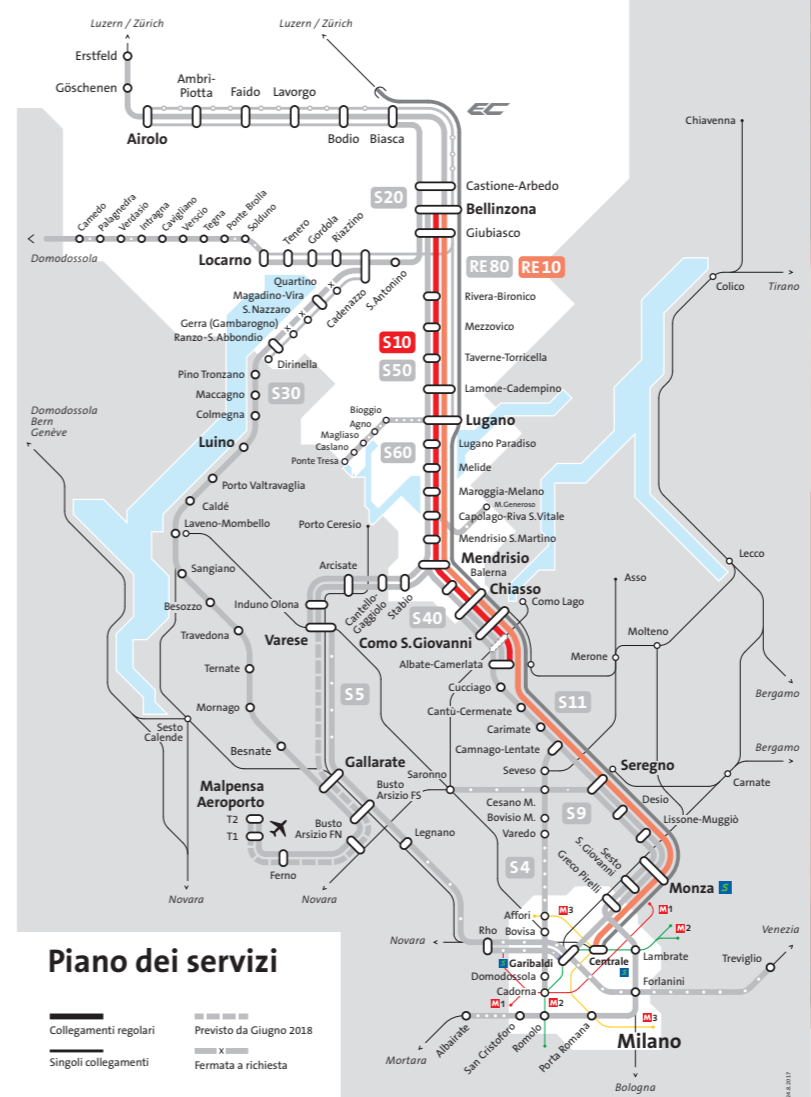 Luzern / Zürich
Luzern / Zürich
Erstfeld
Göschenen
Ambri-
Piotta
Faido
Lavorgo
Airolo
Bodio
Biasca
EC
Chiavenna
Castione-Arbedo
S20
Bellinzona
Giubiasco
Camedo
Palagnedra
Verdasio
Intragna
Cavigliano
Verscio
Tegna
Ponte Brolla
Solduno
Domodossola
Locarno
Tenero
Gordola
Riazzino
Cadenazzo
S.Antonino
RE80
RE10
Colico
Tirano
Quartino
Magadino-Vira
S.Nazzaro
Gerra (Gambarogno)
Ranzo-S.Abbondio
Dirinella
Rivera-Bironico
Mezzovico
S10
Taverne-Torricella
S50
Pino Tronzano
Maccagno
S30
Colmegna
Lamone-Cadempino
Domodossola
Bern
Genève
Luino
Bioggio
Agno
Magliaso
Caslano
Ponte Tresa
Lugano
S60
Lugano Paradiso
Melide
Porto Valtravaglia
Caldé
Maroggia-Melano
M.Generoso
Capolago-Riva S.Vitale
Laveno-Mombello
Porto Ceresio
Mendrisio S.Martino
Mendrisio
Balerna
Lecco
Sangiano
Arcisate
Cantello-
Gaggiolo
Stabio
Chiasso
Asso
Besozzo
Induno Olona
Como Lago
S40
Travedona
Varese
Como S.Giovanni
Molteno
Merone
Albate-Camerlata
Ternate
Cucciago
S5
S11
Bergamo
Mornago
Cantù-Cermenate
Carimate
Sesto
Calende
Besnate
Camnago-Lentate
Bergamo
Gallarate
Saronno
Seveso
Seregno
Carnate
Malpensa
Aeroporto
Busto
Arsizio FS
Cesano M.
Bovisio M.
Varedo
S9
Desio
Lissone-Muggiò
T2
T1
Busto
Arsizio FN
Legnano
Ferno
S4
Sesto
S.Giovanni
Greco Pirelli
Monza S
Novara
Novara
Affori
M3
M1
Bovisa
M2
Venezia
Rho
Novara
S Garibaldi
Centrale
S
Lambrate
Treviglio
Domodossola
Forlanini
Cadorna
M1
M2
M3
Albairate
San Cristoforo
Romolo
Porta Romana
Milano
Mortara
Bologna
Piano dei servizi
Collegamenti regolari
Previsto da Giugno 2018
Singoli collegamenti
x
Fermata a richiesta
x
x